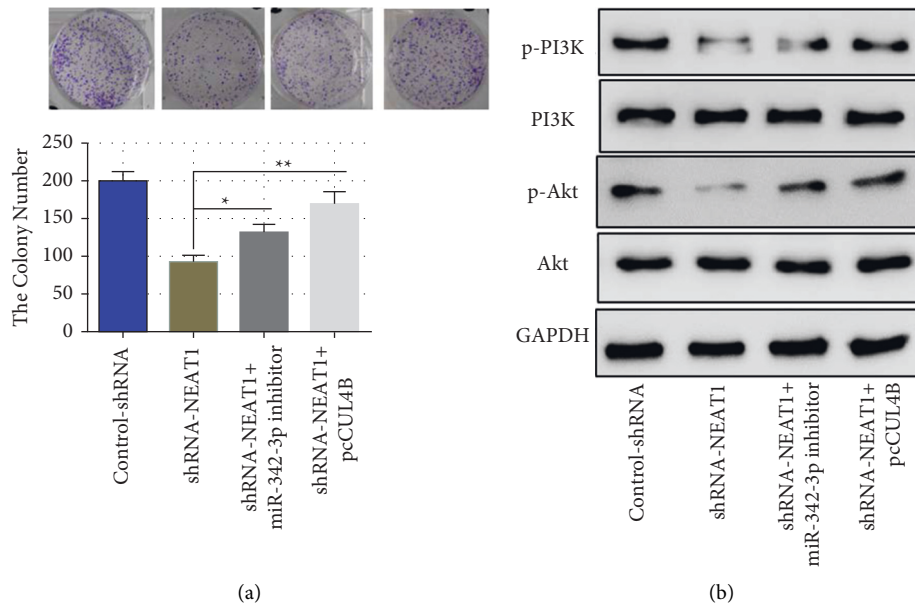 The Colony Number
250
200
150
100
50
0
**
*
Control-shRNA
shRNA-NEAT1
shRNA-NEAT1+
miR-342-3p inhibitor
shRNA-NEAT1+
pcCUL4B
(a)
p-PI3K
PI3K
p-Akt
Akt
GAPDH
Control-shRNA
shRNA-NEAT1
shRNA-NEAT1+
miR-342-3p inhibitor
shRNA-NEAT1+
pcCUL4B
(b)